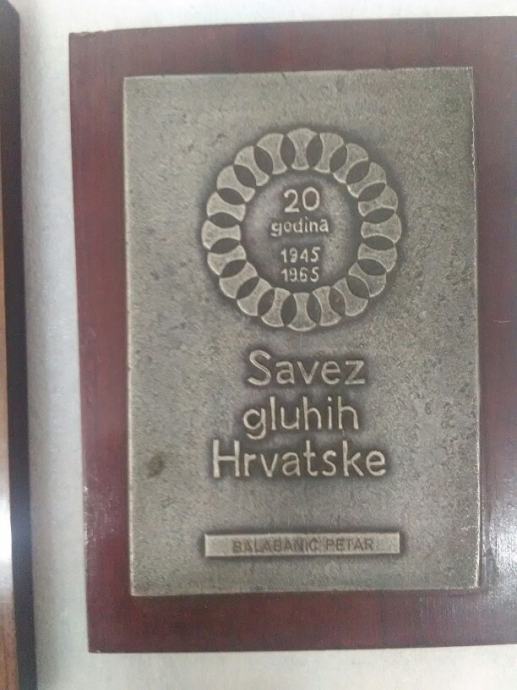 20
godina
1945
1965
Savez
gluhih
Hrvatske
BALABANIĆ PETAR